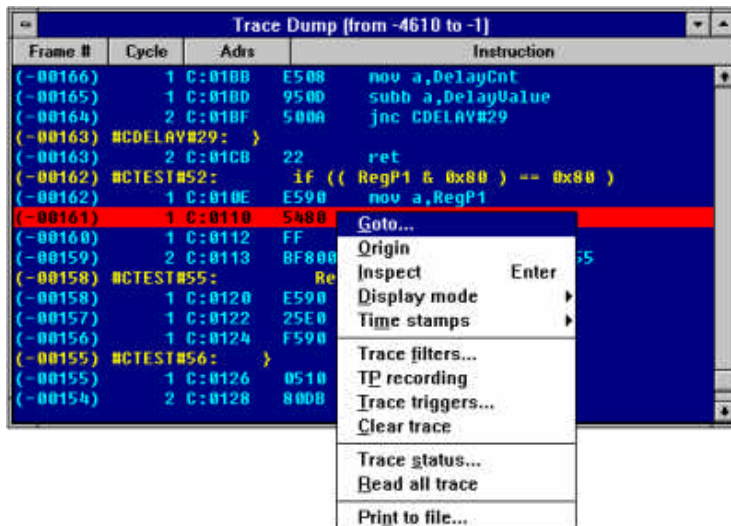 Trace Dump (from -4610 to -1)
Frame # Cycle Adrs Instruction
(-00166) 1 C:01BB E508 mov a,DelayCnt
(-00165) 1 C:01BD 950D subb a,DelayValue
(-00164) 2 C:01BF 500A jnc CDELAY#29
(-00163) #CDELAY#29: }
(-00163) 2 C:01CB 22 ret
(-00162) #CTEST#52: if (( RegP1 & 0x80 ) == 0x80 )
(-00162) 1 C:010E E590 mov a,RegP1
(-00161) 1 C:0110 5480
(-00160) 1 C:0112 FF
(-00159) 2 C:0113 BF800 55
(-00158) #CTEST#55: Re
(-00158) 1 C:0120 E590
(-00157) 1 C:0122 25E0
(-00156) 1 C:0124 F590
(-00155) #CTEST#56: }
(-00155) 1 C:0126 0510
(-00154) 2 C:0128 80DB
Goto...
Origin
Inspect Enter
Display mode
Time stamps
Trace filters...
TP recording
Trace triggers...
Clear trace
Trace status...
Read all trace
Print to file...